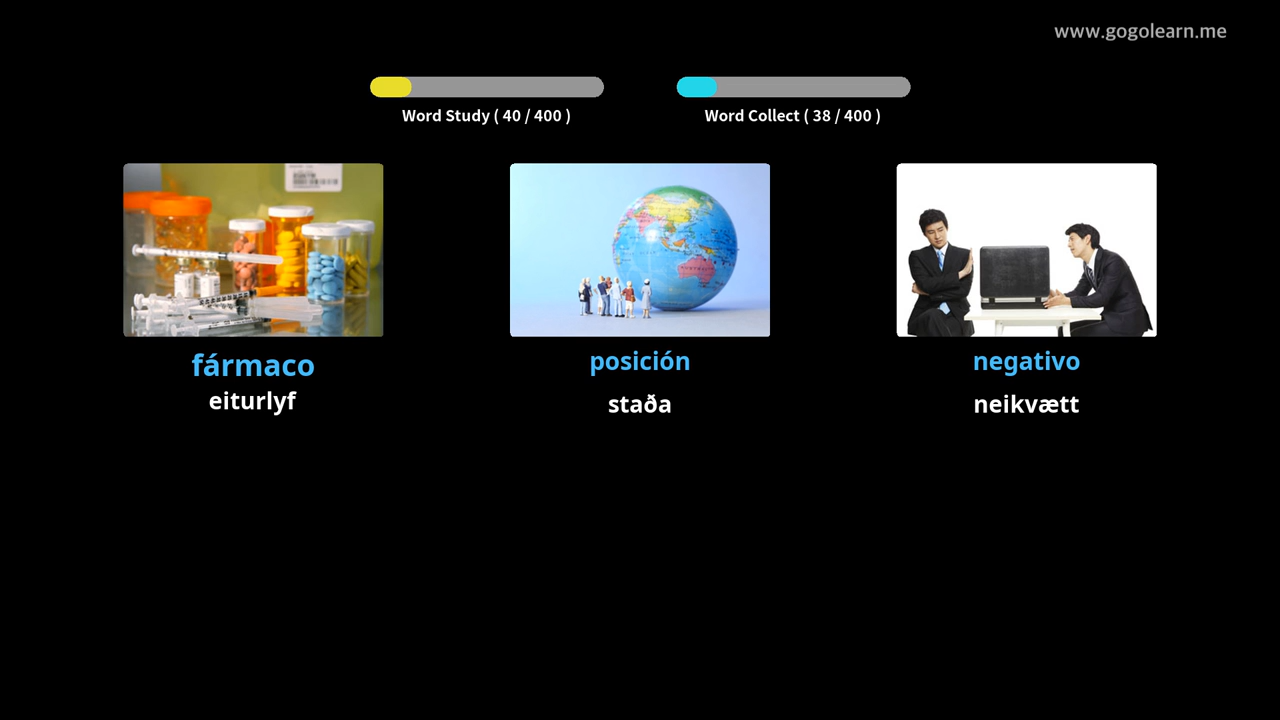 www.gogolearn.me
Word Study ( 40 / 400 )
Word Collect ( 38 / 400 )
fármaco
eiturlyf
posición
staða
negativo
neikvætt